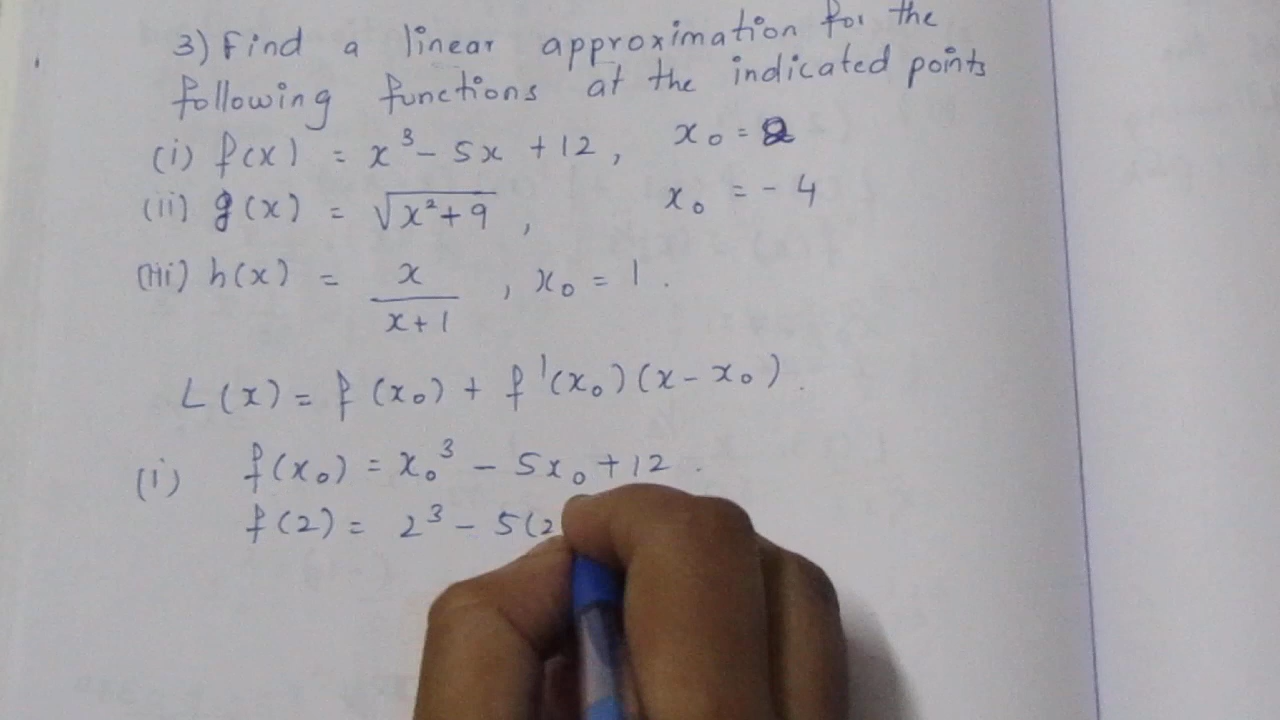 3) Find a linear approximation for the
following functions at the indicated points
(i) f(x) = x³ - 5x + 12, x₀ = 2
(ii) g(x) = √(x²+9), x₀ = -4
(iii) h(x) = x/(x+1), x₀ = 1.
L(x) = f(x₀) + f'(x₀)(x - x₀).
(i) f(x₀) = x₀³ - 5x₀ + 12.
f(2) = 2³ - 5(2